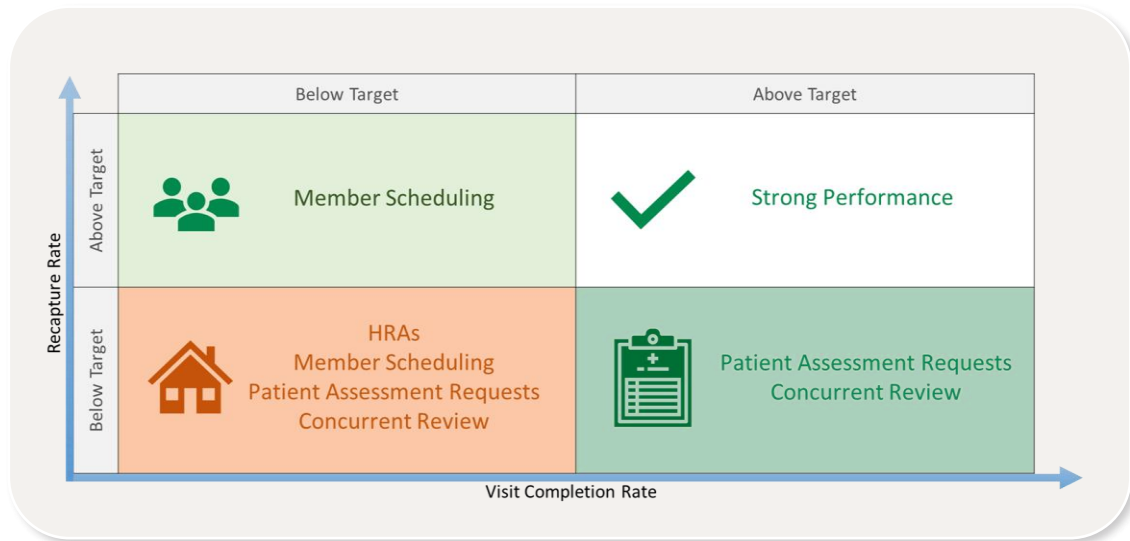 Below Target
Above Target
Recapture Rate
Above Target
Member Scheduling
Strong Performance
Below Target
HRAs
Member Scheduling
Patient Assessment Requests
Concurrent Review
Patient Assessment Requests
Concurrent Review
Visit Completion Rate